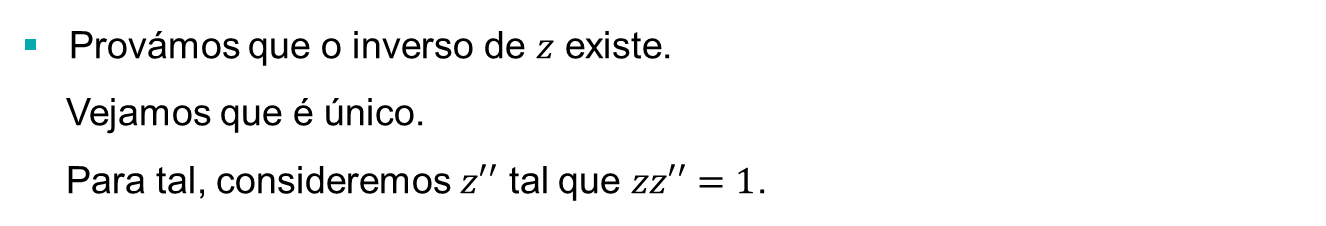 ▪ Provámos que o inverso de z existe.
Vejamos que é único.
Para tal, consideremos z′′ tal que zz′′ = 1.